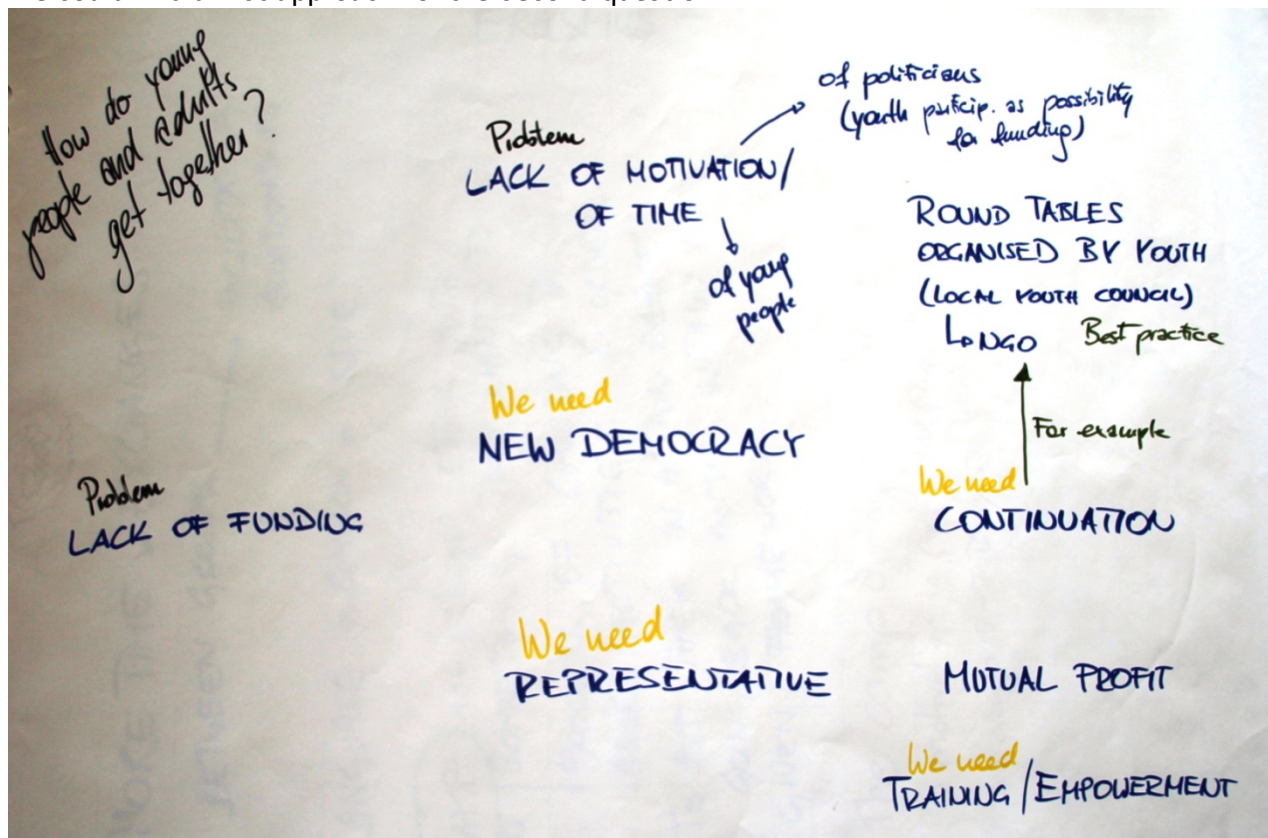 How do young
people and adults
get together?
Problem
LACK OF MOTIVATION/
OF TIME
of politicians
(youth particip. as possibility
for funding)
of young
people
ROUND TABLES
ORGANISED BY YOUTH
(LOCAL YOUTH COUNCIL)
NGO
Best practice
For example
We need
CONTINUATION
We need
NEW DEMOCRACY
Problem
LACK OF FUNDING
We need
REPRESENTATIVE
MUTUAL PROFIT
We need
TRAINING/EMPOWERMENT